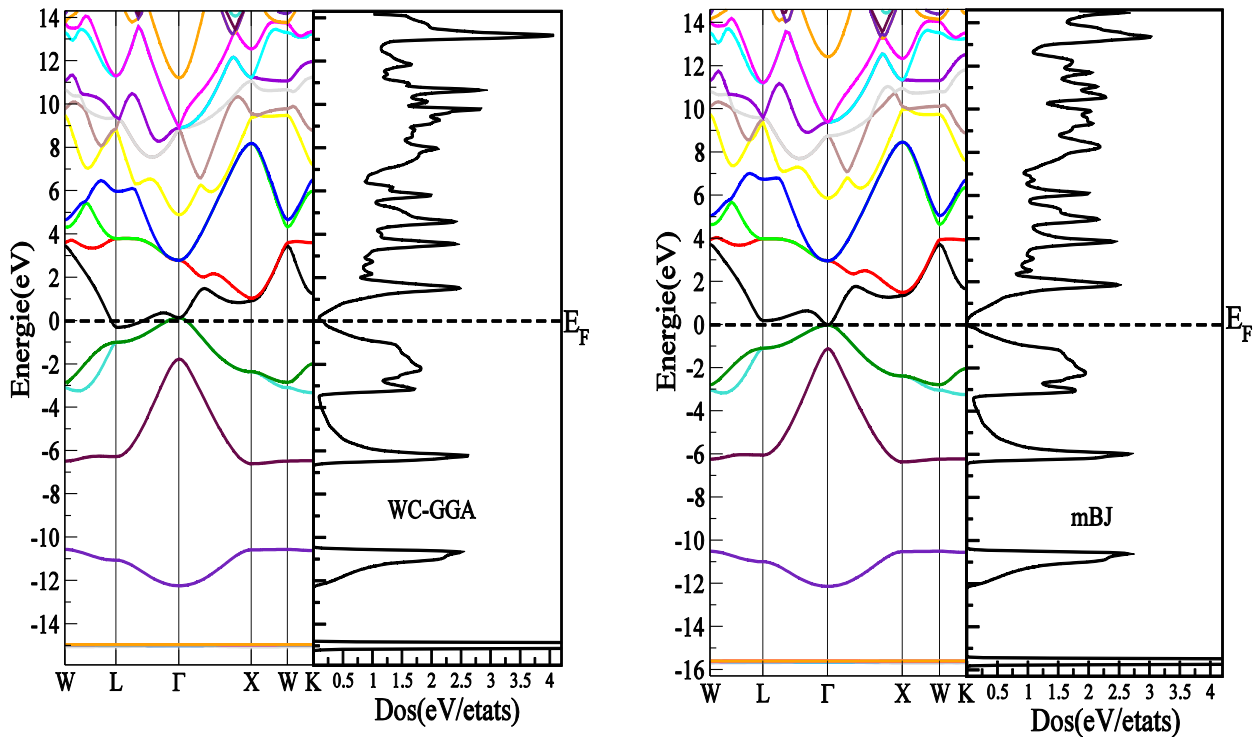 14
12
10
8
6
4
2
0
-2
-4
-6
-8
-10
-12
-14
Energie(eV)
W L Γ X W K
0.5 1 1.5 2 2.5 3 3.5 4
Dos(eV/etats)
WC-GGA
E_F
14
12
10
8
6
4
2
0
-2
-4
-6
-8
-10
-12
-14
-16
Energie(eV)
W L Γ X W K
0.5 1 1.5 2 2.5 3 3.5 4
Dos(eV/etats)
mBJ
E_F